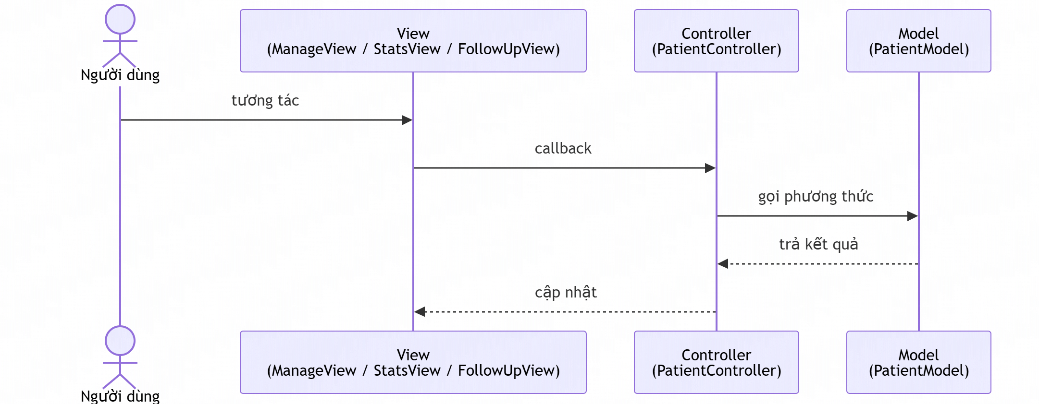 View
(ManageView / StatsView / FollowUpView)
Controller
(PatientController)
Model
(PatientModel)
Người dùng
tương tác
callback
gọi phương thức
trả kết quả
cập nhật
View
(ManageView / StatsView / FollowUpView)
Controller
(PatientController)
Model
(PatientModel)
Người dùng